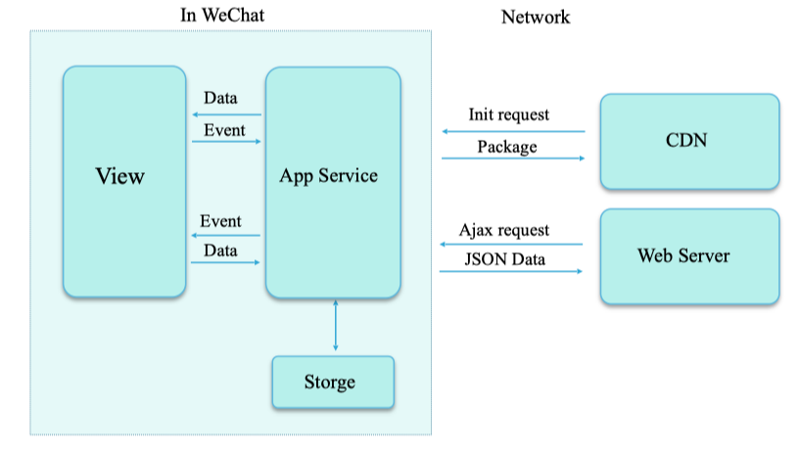 In WeChat
Network
View
Data
Event
Event
Data
App Service
Storge
Init request
Package
CDN
Ajax request
JSON Data
Web Server